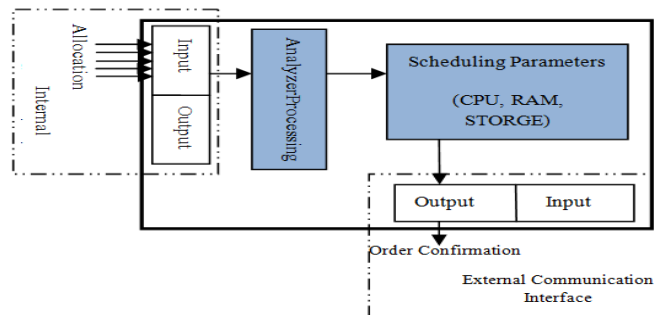 Allocation
Internal
Input
Output
AnalyzerProcessing
Scheduling Parameters
(CPU, RAM,
STORGE)
Output
Input
Order Confirmation
External Communication
Interface